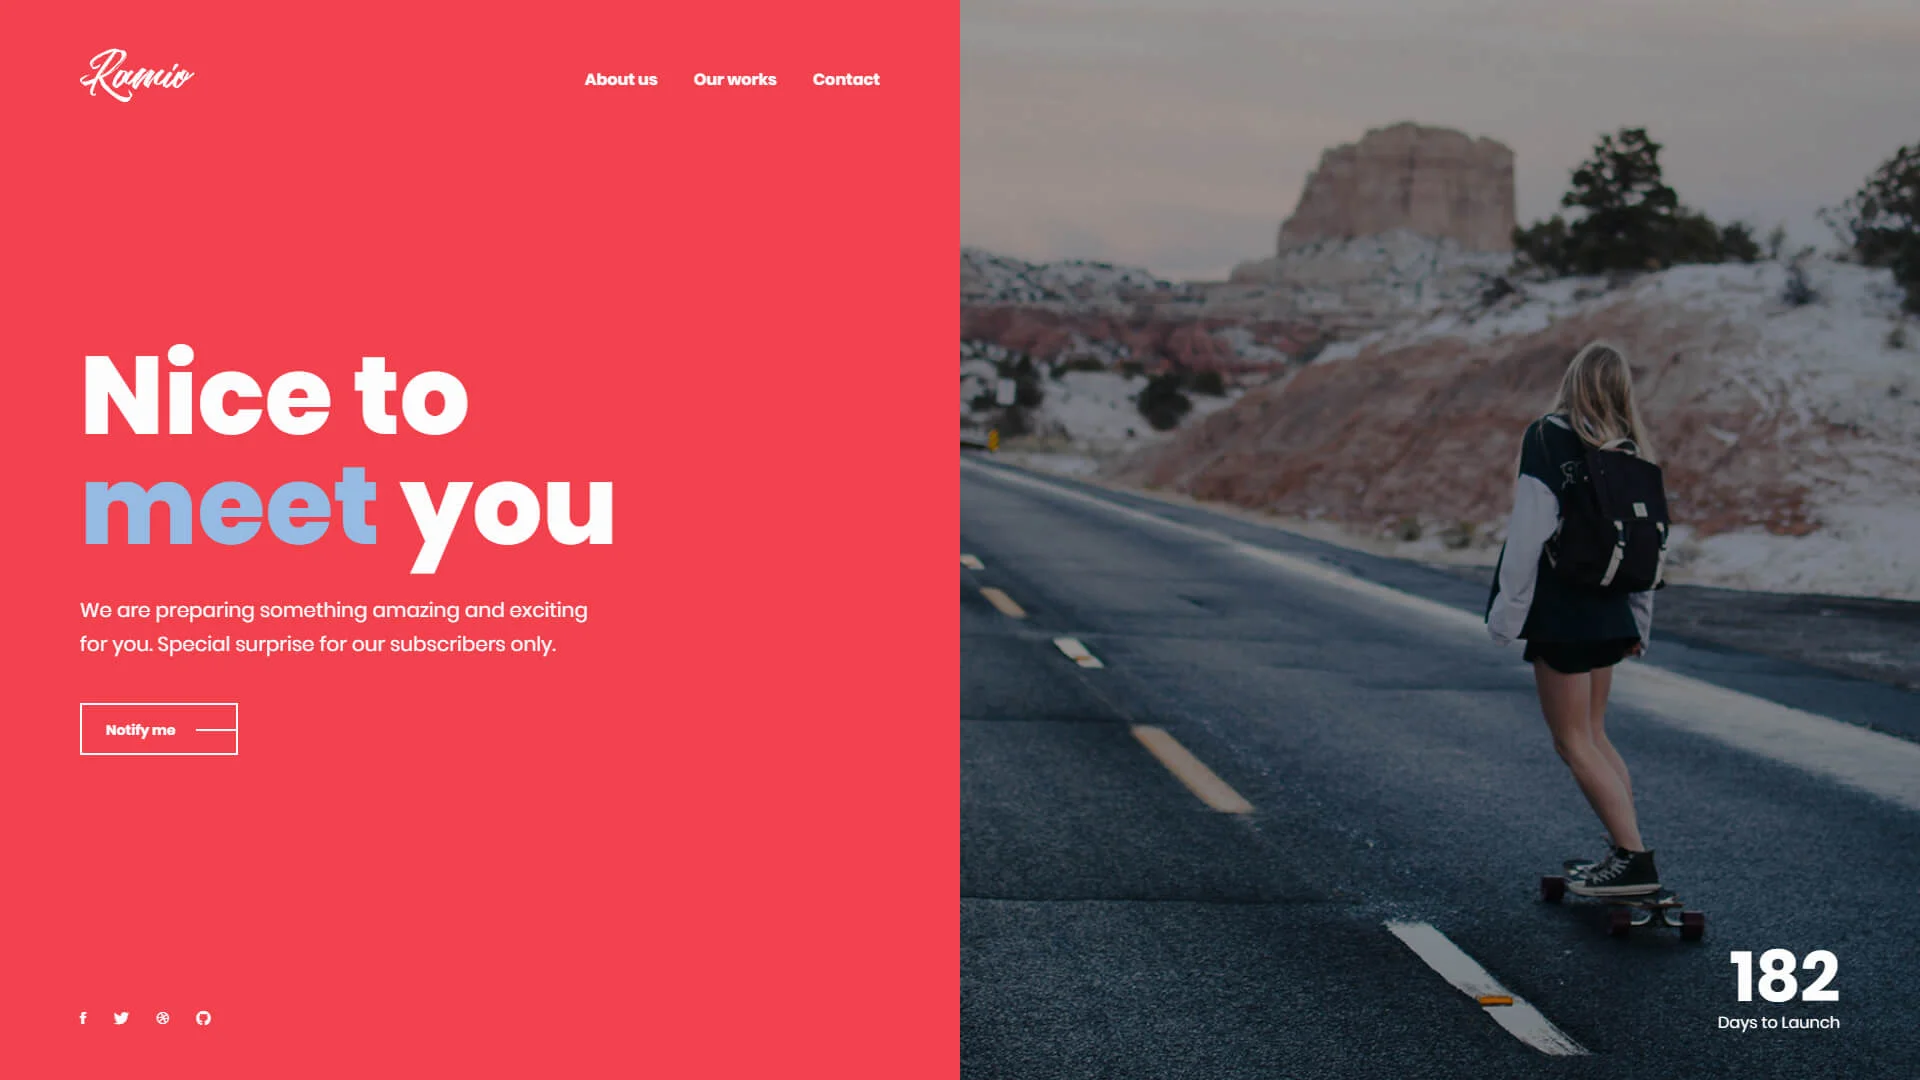 Ramio
About us
Our works
Contact
Nice to
meet you
We are preparing something amazing and exciting
for you. Special surprise for our subscribers only.
Notify me
182
Days to Launch